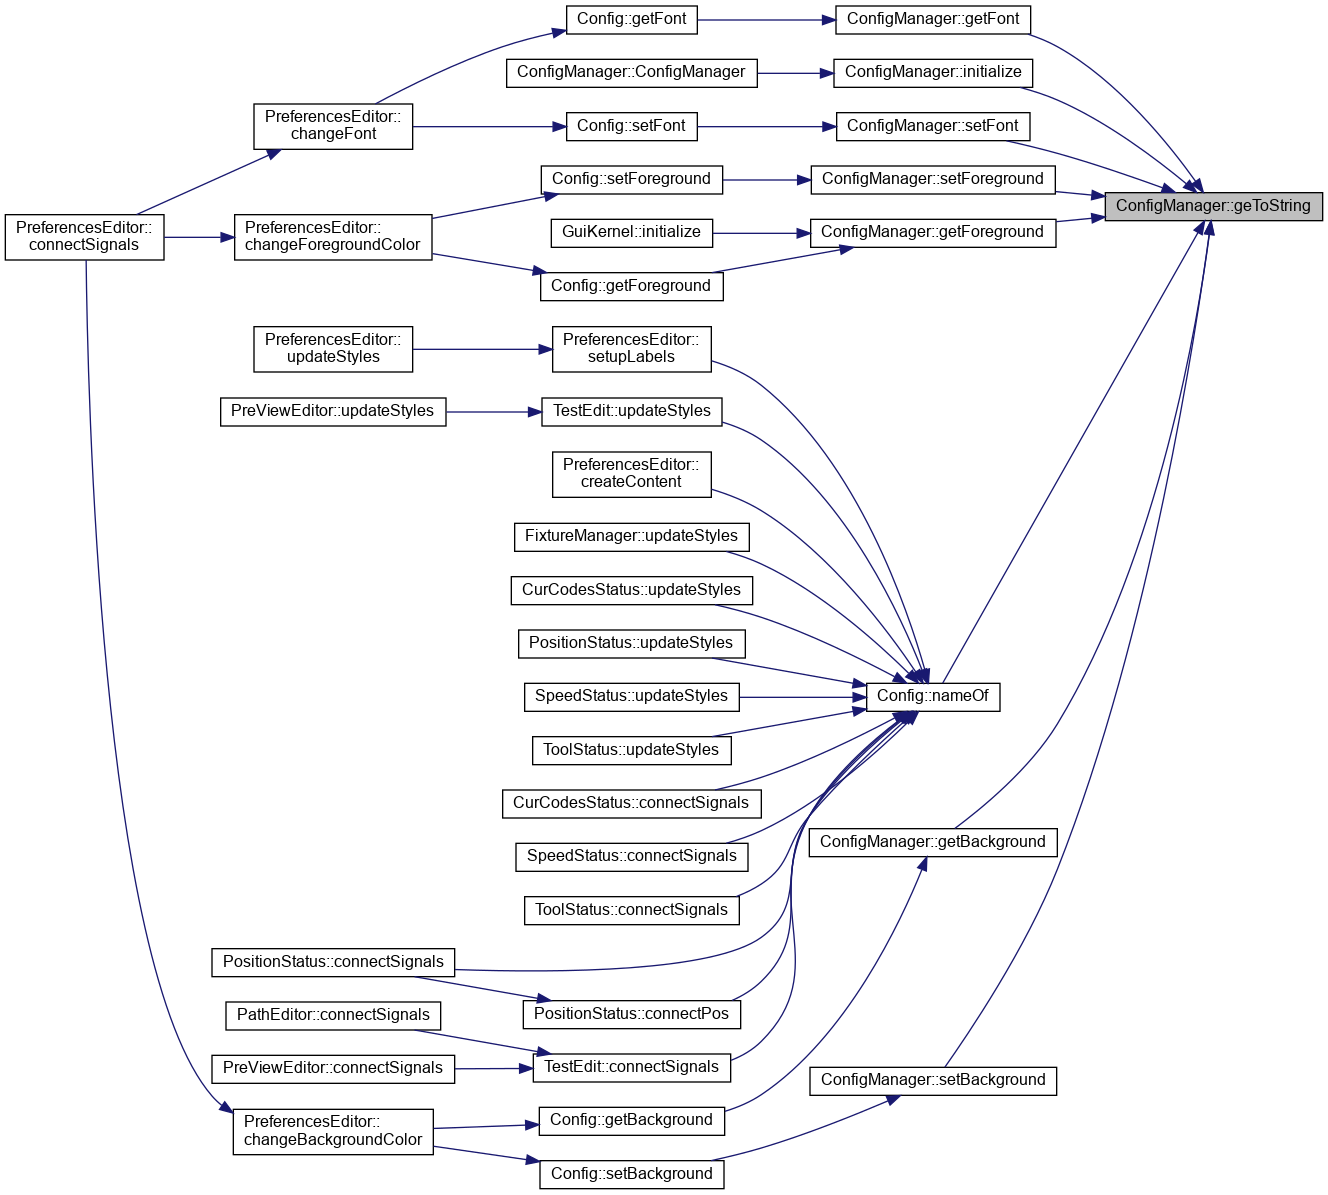 Config::getFont
ConfigManager::getFont
ConfigManager::ConfigManager
ConfigManager::initialize
PreferencesEditor::
changeFont
Config::setFont
ConfigManager::setFont
Config::setForeground
ConfigManager::setForeground
ConfigManager::geToString
PreferencesEditor::
connectSignals
PreferencesEditor::
changeForegroundColor
GuiKernel::initialize
ConfigManager::getForeground
Config::getForeground
PreferencesEditor::
updateStyles
PreferencesEditor::
setupLabels
PreViewEditor::updateStyles
TestEdit::updateStyles
PreferencesEditor::
createContent
FixtureManager::updateStyles
CurCodesStatus::updateStyles
PositionStatus::updateStyles
SpeedStatus::updateStyles
Config::nameOf
ToolStatus::updateStyles
CurCodesStatus::connectSignals
ConfigManager::getBackground
SpeedStatus::connectSignals
ToolStatus::connectSignals
PositionStatus::connectSignals
PathEditor::connectSignals
PositionStatus::connectPos
PreViewEditor::connectSignals
TestEdit::connectSignals
ConfigManager::setBackground
PreferencesEditor::
changeBackgroundColor
Config::getBackground
Config::setBackground